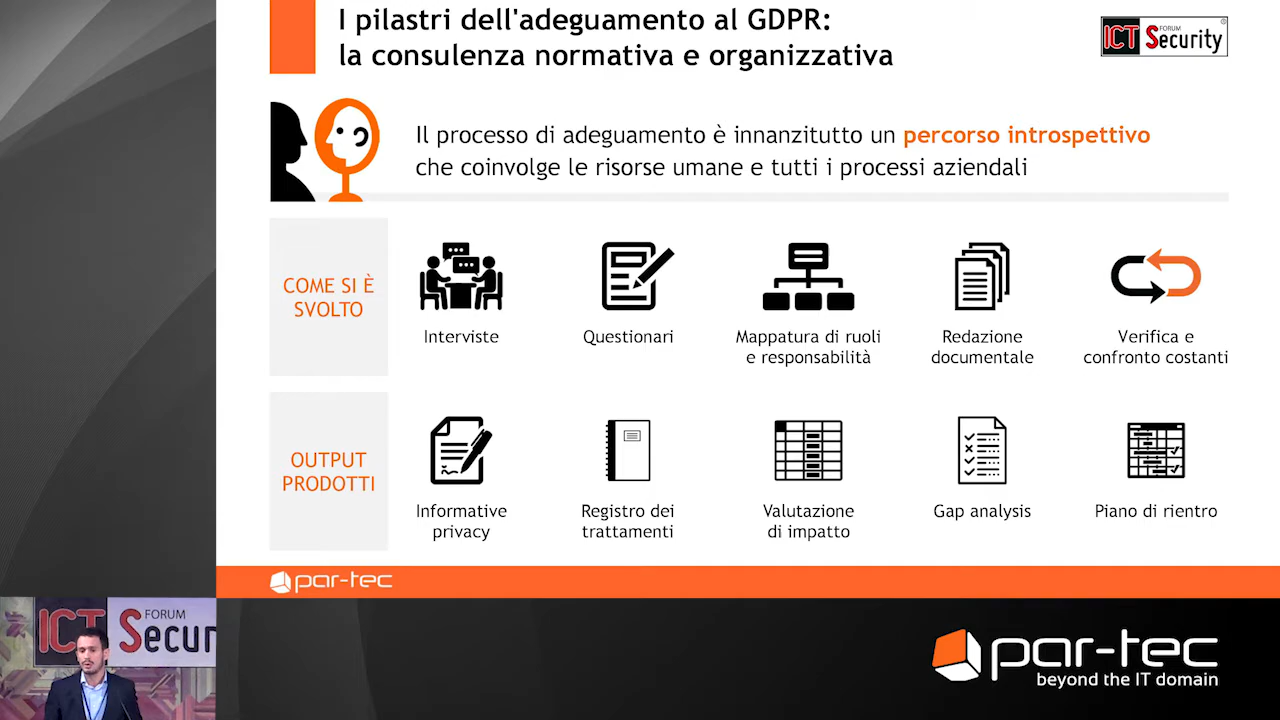 I pilastri dell'adeguamento al GDPR:
la consulenza normativa e organizzativa
ICT FORUM
Security
®
Il processo di adeguamento è innanzitutto un percorso introspettivo
che coinvolge le risorse umane e tutti i processi aziendali
COME SI È
SVOLTO
Interviste
Questionari
Mappatura di ruoli
e responsabilità
Redazione
documentale
Verifica e
confronto costanti
OUTPUT
PRODOTTI
Informative
privacy
Registro dei
trattamenti
Valutazione
di impatto
Gap analysis
Piano di rientro
par-tec
ICT FORUM
Secur
par-tec
beyond the IT domain